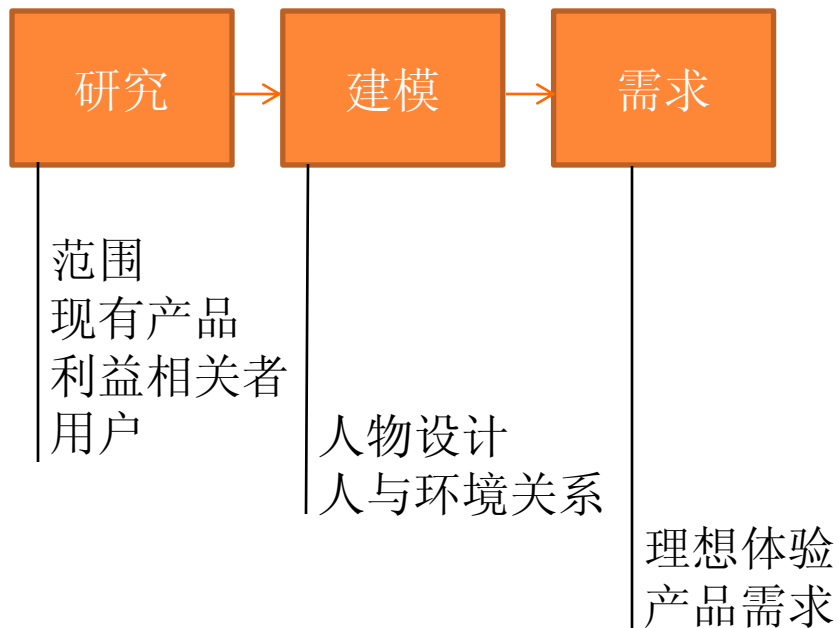 研究
建模
需求
范围
现有产品
利益相关者
用户
人物设计
人与环境关系
理想体验
产品需求